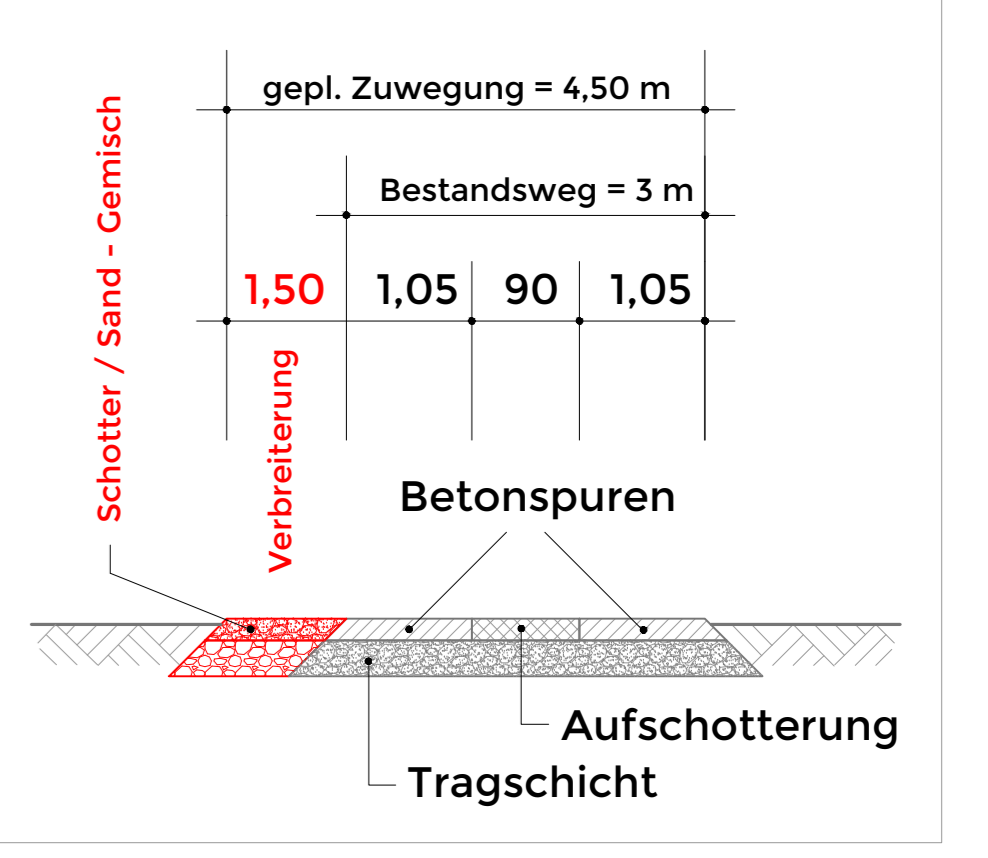 gepl. Zuwegung = 4,50 m
Schotter / Sand - Gemisch
Bestandsweg = 3 m
1,50
1,05
90
1,05
Verbreiterung
Betonspuren
Aufschotterung
Tragschicht